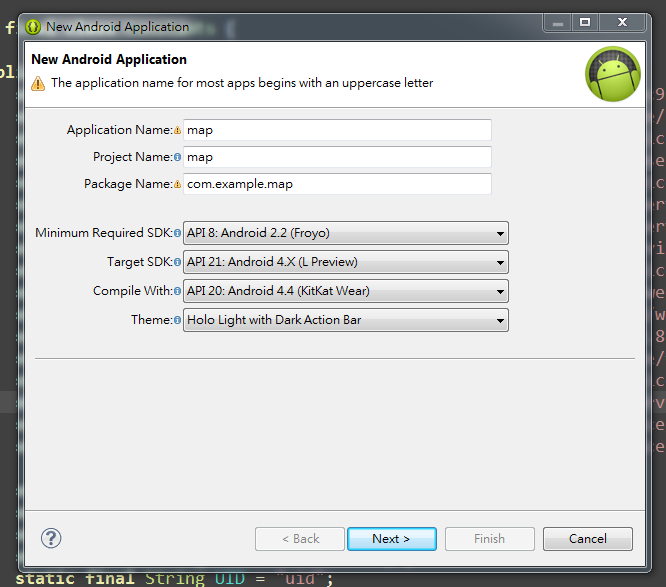 New Android Application
New Android Application
The application name for most apps begins with an uppercase letter
Application Name: map
Project Name: map
Package Name: com.example.map
Minimum Required SDK: API 8: Android 2.2 (Froyo)
Target SDK: API 21: Android 4.X (L Preview)
Compile With: API 20: Android 4.4 (KitKat Wear)
Theme: Holo Light with Dark Action Bar
? < Back Next > Finish Cancel
static final String UID = "uid";